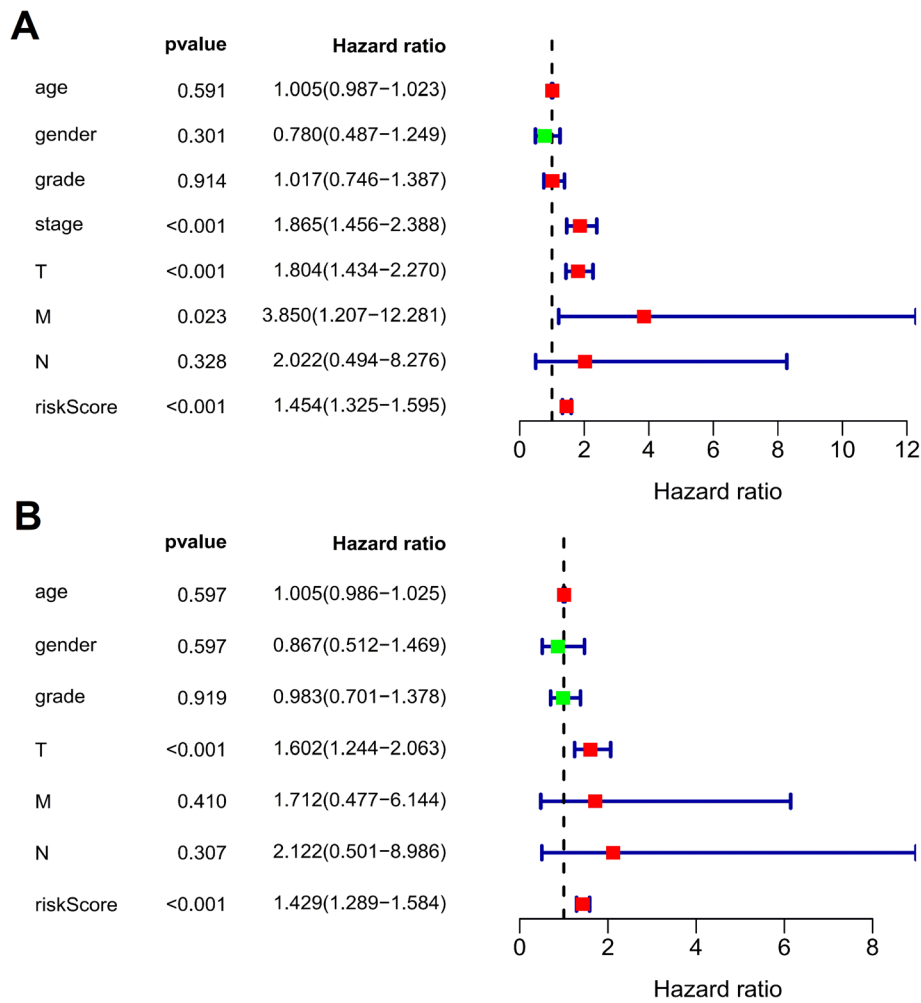 A
pvalue Hazard ratio
age 0.591 1.005(0.987−1.023)
gender 0.301 0.780(0.487−1.249)
grade 0.914 1.017(0.746−1.387)
stage <0.001 1.865(1.456−2.388)
T <0.001 1.804(1.434−2.270)
M 0.023 3.850(1.207−12.281)
N 0.328 2.022(0.494−8.276)
riskScore <0.001 1.454(1.325−1.595)
0 2 4 6 8 10 12
Hazard ratio
B
pvalue Hazard ratio
age 0.597 1.005(0.986−1.025)
gender 0.597 0.867(0.512−1.469)
grade 0.919 0.983(0.701−1.378)
T <0.001 1.602(1.244−2.063)
M 0.410 1.712(0.477−6.144)
N 0.307 2.122(0.501−8.986)
riskScore <0.001 1.429(1.289−1.584)
0 2 4 6 8
Hazard ratio